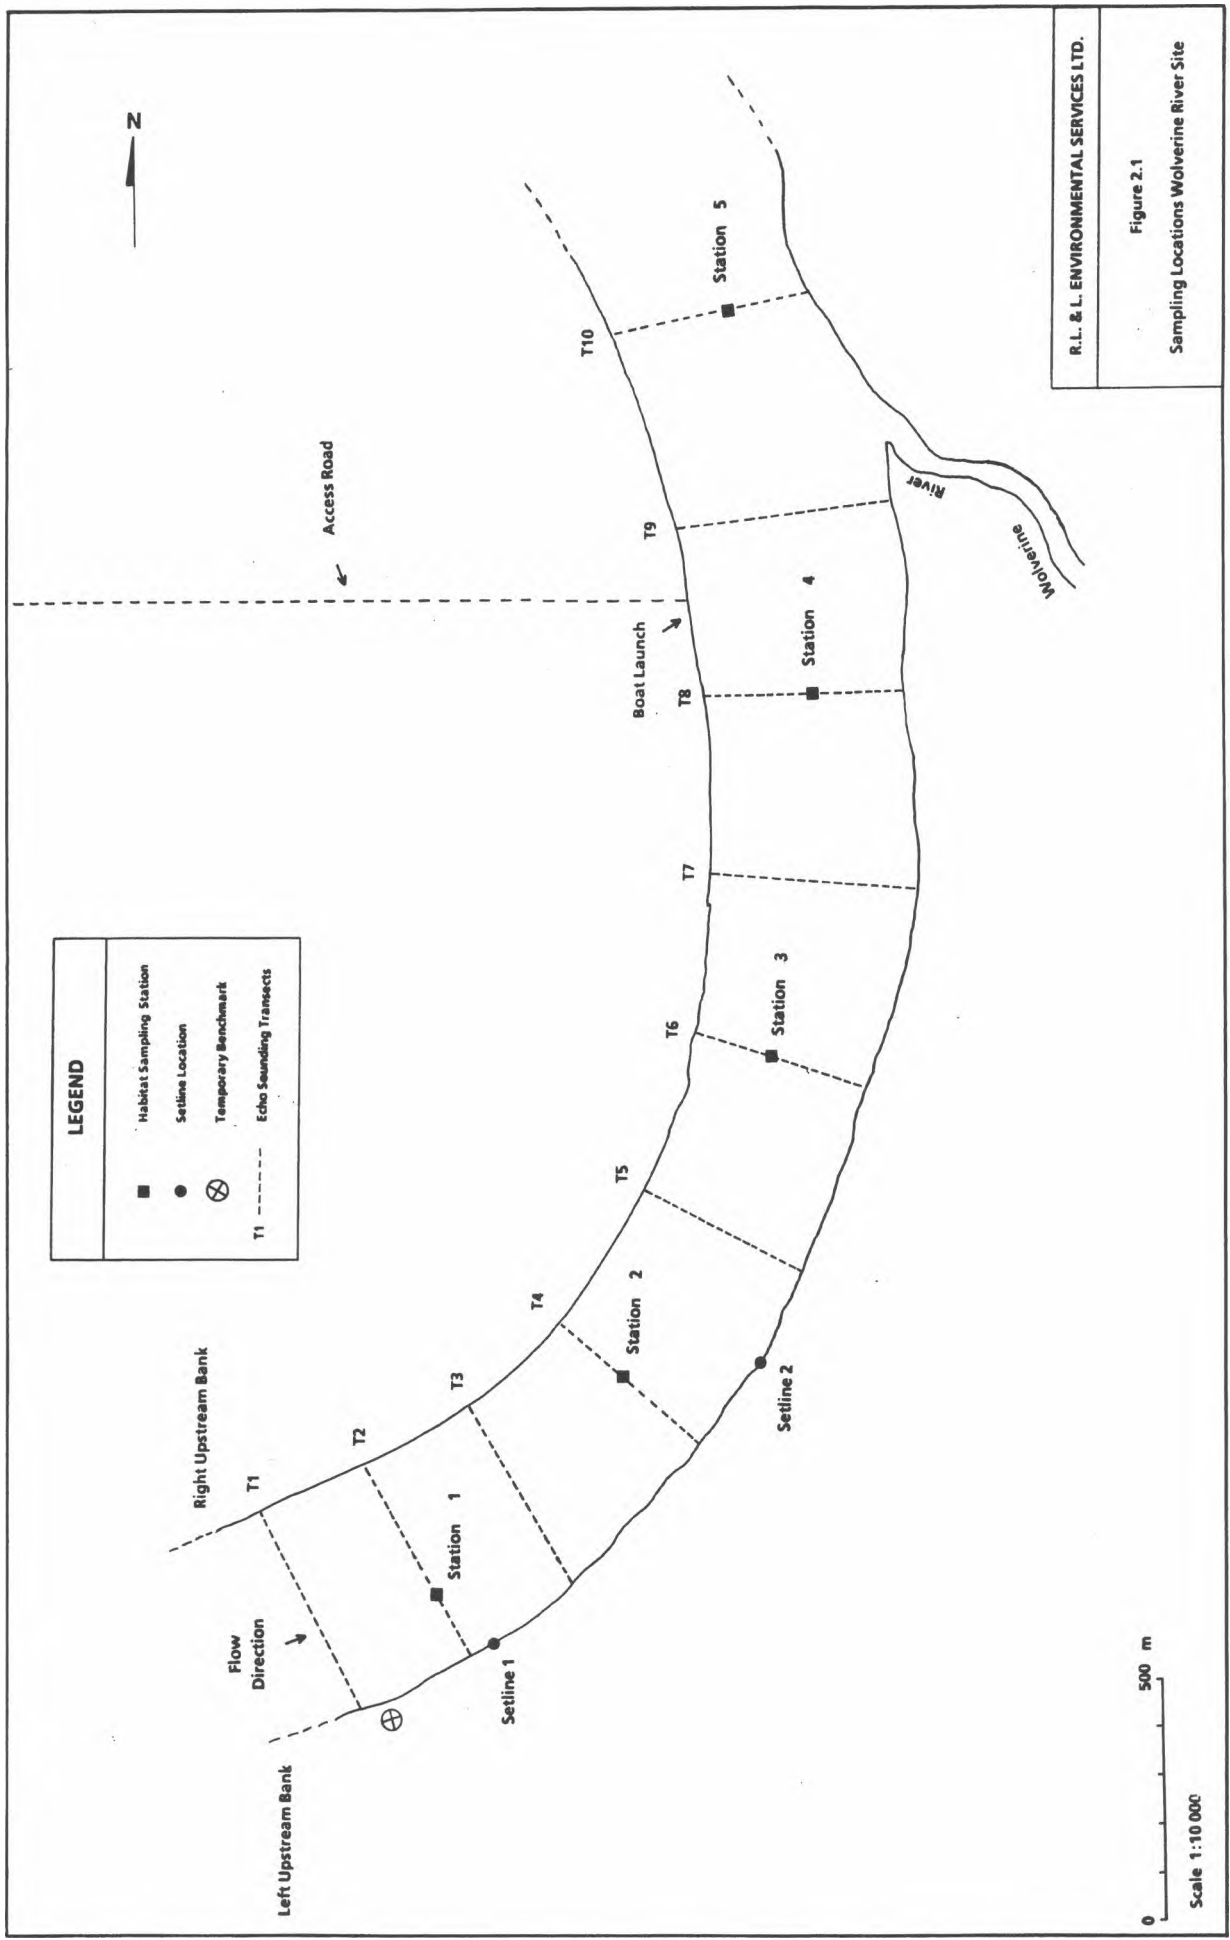 N
Access Road
Boat Launch
LEGEND
Habitat Sampling Station
Setline Location
Temporary Benchmark
T1 Echo Sounding Transects
Right Upstream Bank
Left Upstream Bank
Flow
Direction
T1
T2
T3
T4
T5
T6
T7
T8
T9
T10
Station 1
Station 2
Station 3
Station 4
Station 5
Setline 1
Setline 2
Wolverine
River
0
500 m
Scale 1:10 000
R.L. & L. ENVIRONMENTAL SERVICES LTD.
Figure 2.1
Sampling Locations Wolverine River Site